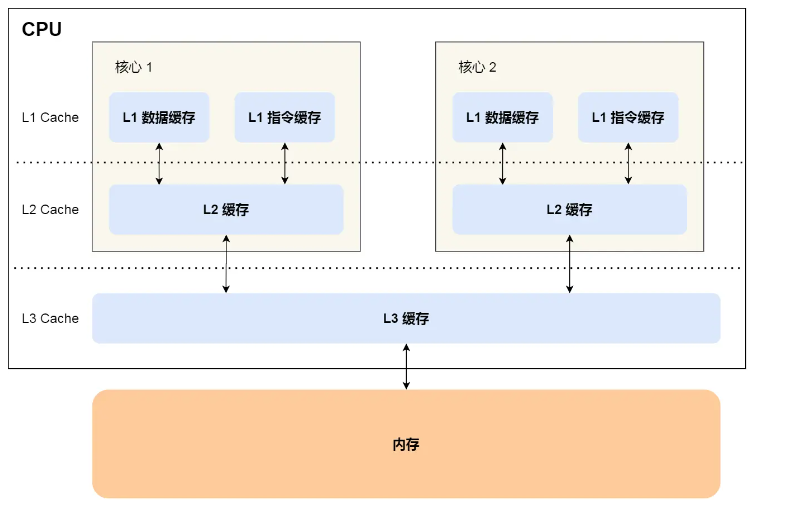 CPU
核心 1
核心 2
L1 Cache
L1 数据缓存
L1 指令缓存
L1 数据缓存
L1 指令缓存
L2 Cache
L2 缓存
L2 缓存
L3 Cache
L3 缓存
内存